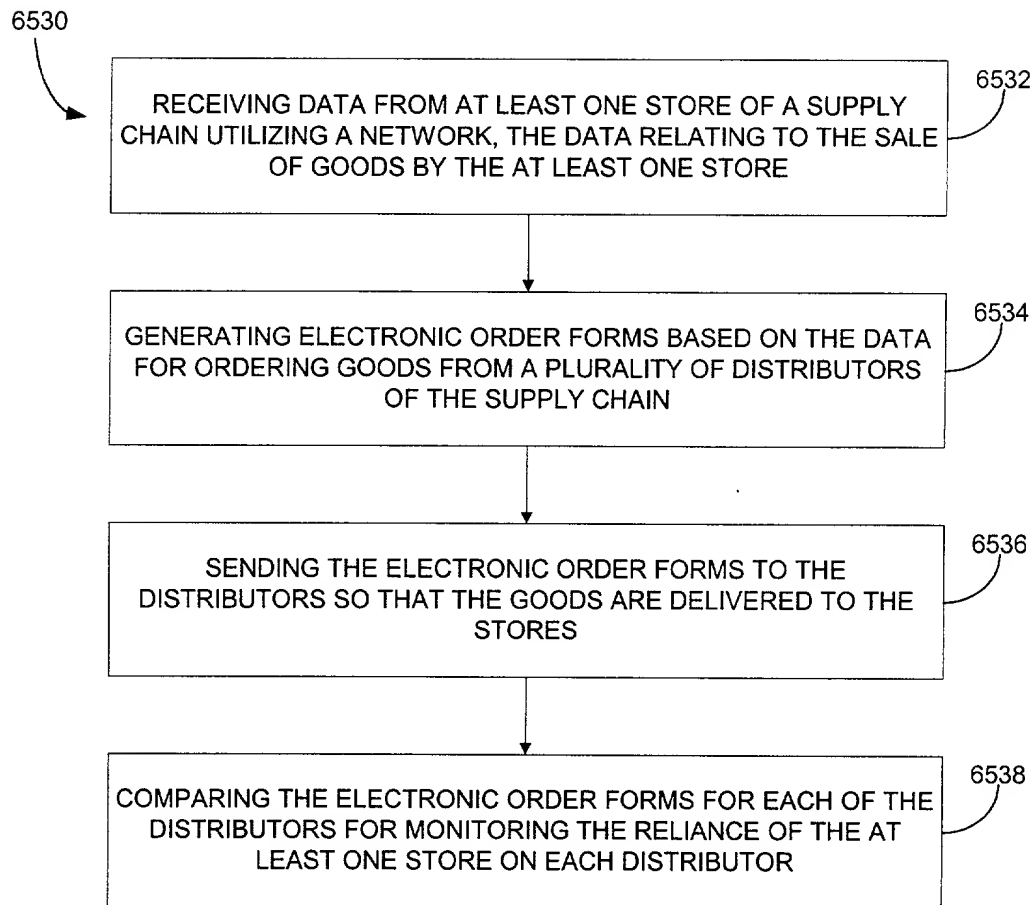 6530
6532
RECEIVING DATA FROM AT LEAST ONE STORE OF A SUPPLY
CHAIN UTILIZING A NETWORK, THE DATA RELATING TO THE SALE
OF GOODS BY THE AT LEAST ONE STORE
6534
GENERATING ELECTRONIC ORDER FORMS BASED ON THE DATA
FOR ORDERING GOODS FROM A PLURALITY OF DISTRIBUTORS
OF THE SUPPLY CHAIN
6536
SENDING THE ELECTRONIC ORDER FORMS TO THE
DISTRIBUTORS SO THAT THE GOODS ARE DELIVERED TO THE
STORES
6538
COMPARING THE ELECTRONIC ORDER FORMS FOR EACH OF THE
DISTRIBUTORS FOR MONITORING THE RELIANCE OF THE AT
LEAST ONE STORE ON EACH DISTRIBUTOR